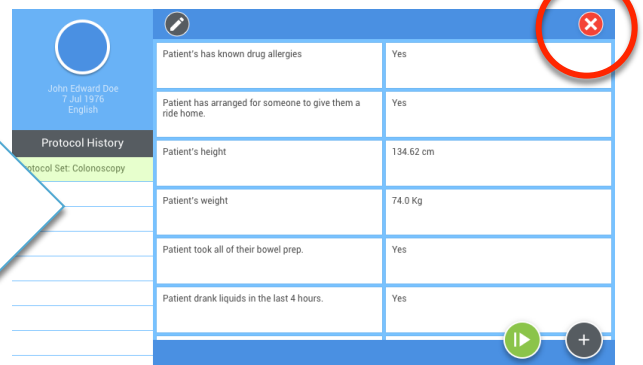 John Edward Doe
7 Jul 1976
English
Protocol History
Set: Colonoscopy
Patient's has known drug allergies
Yes
Patient has arranged for someone to give them a
ride home.
Yes
Patient's height
134.62 cm
Patient's weight
74.0 Kg
Patient took all of their bowel prep.
Yes
Patient drank liquids in the last 4 hours.
Yes